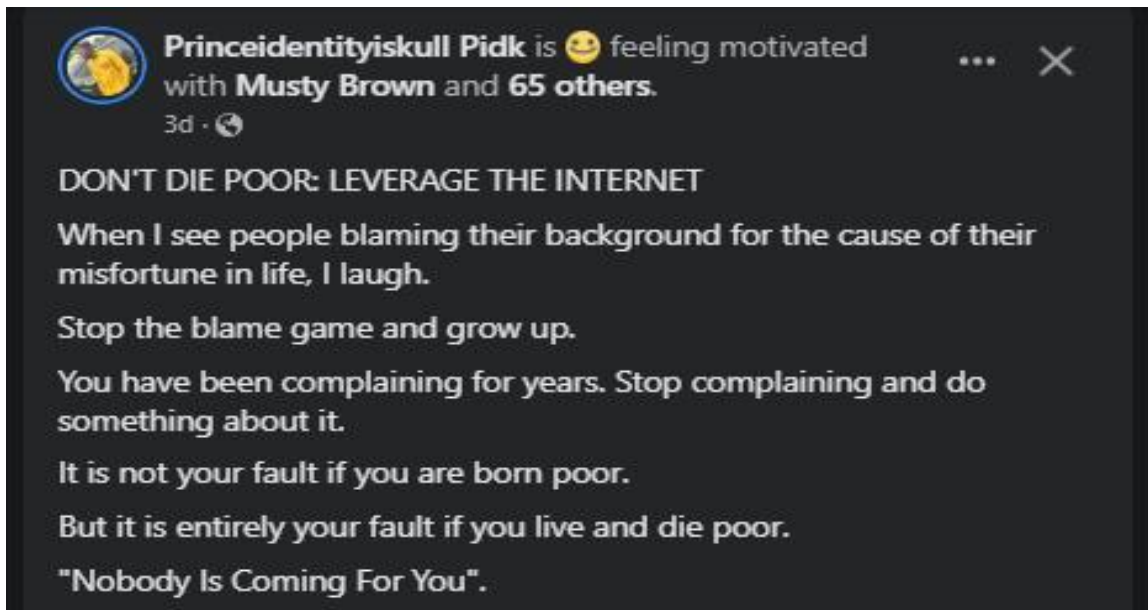 Princeidentityiskull Pidk is feeling motivated
with Musty Brown and 65 others.
3d ·
DON'T DIE POOR: LEVERAGE THE INTERNET
When I see people blaming their background for the cause of their
misfortune in life, I laugh.
Stop the blame game and grow up.
You have been complaining for years. Stop complaining and do
something about it.
It is not your fault if you are born poor.
But it is entirely your fault if you live and die poor.
"Nobody Is Coming For You".